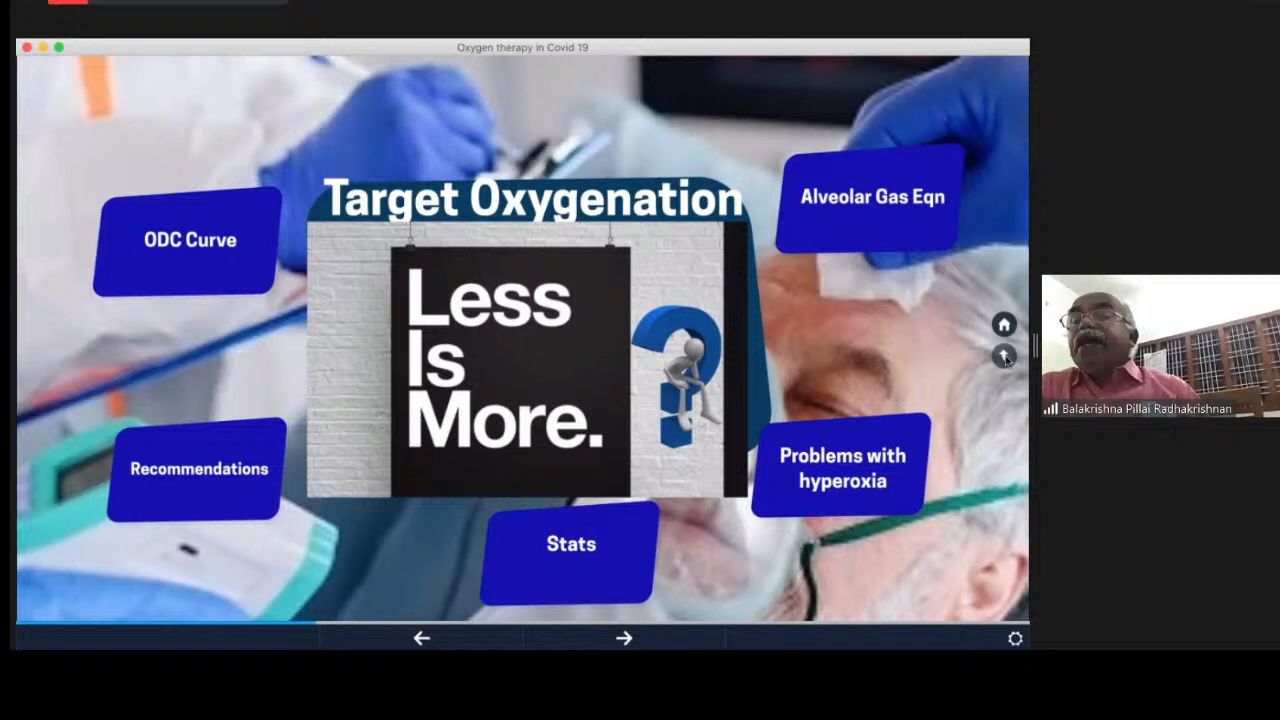 Oxygen therapy in Covid 19
Target Oxygenation
Alveolar Gas Eqn
ODC Curve
Less
Is
More.
Recommendations
Problems with
hyperoxia
Stats
Balakrishna Pillai Radhakrishnan